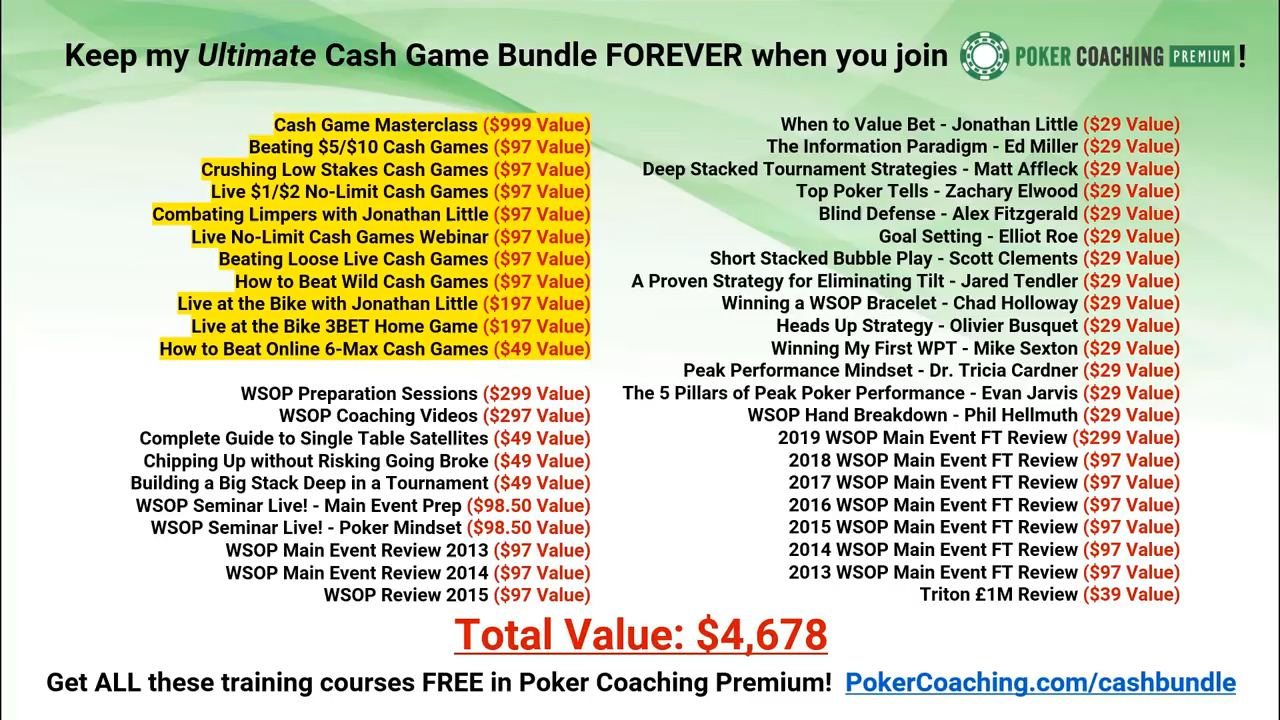 Keep my Ultimate Cash Game Bundle FOREVER when you join POKER COACHING PREMIUM !
Cash Game Masterclass ($999 Value)
Beating $5/$10 Cash Games ($97 Value)
Crushing Low Stakes Cash Games ($97 Value)
Live $1/$2 No-Limit Cash Games ($97 Value)
Combating Limpers with Jonathan Little ($97 Value)
Live No-Limit Cash Games Webinar ($97 Value)
Beating Loose Live Cash Games ($97 Value)
How to Beat Wild Cash Games ($97 Value)
Live at the Bike with Jonathan Little ($197 Value)
Live at the Bike 3BET Home Game ($197 Value)
How to Beat Online 6-Max Cash Games ($49 Value)
WSOP Preparation Sessions ($299 Value)
WSOP Coaching Videos ($297 Value)
Complete Guide to Single Table Satellites ($49 Value)
Chipping Up without Risking Going Broke ($49 Value)
Building a Big Stack Deep in a Tournament ($49 Value)
WSOP Seminar Live! - Main Event Prep ($98.50 Value)
WSOP Seminar Live! - Poker Mindset ($98.50 Value)
WSOP Main Event Review 2013 ($97 Value)
WSOP Main Event Review 2014 ($97 Value)
WSOP Review 2015 ($97 Value)
When to Value Bet - Jonathan Little ($29 Value)
The Information Paradigm - Ed Miller ($29 Value)
Deep Stacked Tournament Strategies - Matt Affleck ($29 Value)
Top Poker Tells - Zachary Elwood ($29 Value)
Blind Defense - Alex Fitzgerald ($29 Value)
Goal Setting - Elliot Roe ($29 Value)
Short Stacked Bubble Play - Scott Clements ($29 Value)
A Proven Strategy for Eliminating Tilt - Jared Tendler ($29 Value)
Winning a WSOP Bracelet - Chad Holloway ($29 Value)
Heads Up Strategy - Olivier Busquet ($29 Value)
Winning My First WPT - Mike Sexton ($29 Value)
Peak Performance Mindset - Dr. Tricia Cardner ($29 Value)
The 5 Pillars of Peak Poker Performance - Evan Jarvis ($29 Value)
WSOP Hand Breakdown - Phil Hellmuth ($29 Value)
2019 WSOP Main Event FT Review ($299 Value)
2018 WSOP Main Event FT Review ($97 Value)
2017 WSOP Main Event FT Review ($97 Value)
2016 WSOP Main Event FT Review ($97 Value)
2015 WSOP Main Event FT Review ($97 Value)
2014 WSOP Main Event FT Review ($97 Value)
2013 WSOP Main Event FT Review ($97 Value)
Triton £1M Review ($39 Value)
Total Value: $4,678
Get ALL these training courses FREE in Poker Coaching Premium! PokerCoaching.com/cashbundle